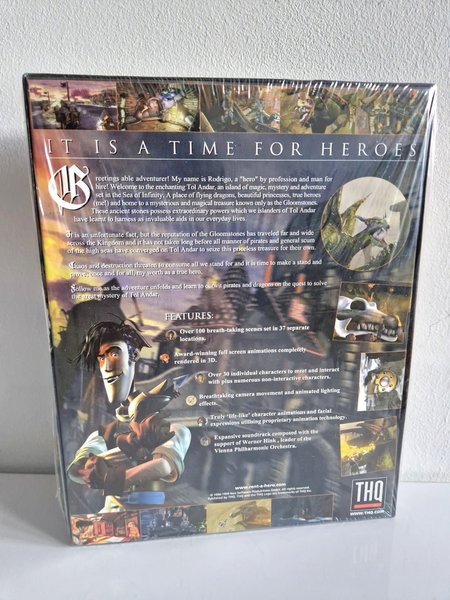 IT IS A TIME FOR HEROES
Greetings able adventurer! My name is Rodrigo, a "hero" by profession and man for
hire! Welcome to the enchanting Tol Andar, an island of magic, mystery and adventure
set in the Sea of Infinity. A place of flying dragons, beautiful princesses, true heroes
(me!) and home to a mysterious and magical treasure known only as the Gloomstones.
These ancient stones possess extraordinary powers which we islanders of Tol Andar
have learnt to harness as invaluable aids in our everyday lives.
It is an unfortunate fact, but the reputation of the Gloomstones has traveled far and wide
across the Kingdom and it has not taken long before all manner of pirates and general scum
of the high seas have converged on Tol Andar to seize this priceless treasure for their own.
Chaos and destruction threaten to consume all we stand for and it is time to make a stand
and prove, once and for all, my worth as a true hero.
Follow me as the adventure unfolds and learn to outwit pirates and dragons on the quest to solve
the great mystery of Tol Andar.
FEATURES:
Over 100 breath-taking scenes set in 37 separate
locations.
Award-winning full screen animations completely
rendered in 3D.
Over 30 individual characters to meet and interact
with plus numerous non-interactive characters.
Breathtaking camera movement and animated lighting
effects.
Truly "life-like" character animations and facial
expressions utilising proprietary animation technology.
Expansive soundtrack composed with the
support of Werner Hink, leader of the
Vienna Philharmonic Orchestra.
www.rent-a-hero.com
THQ
www.THQ.com